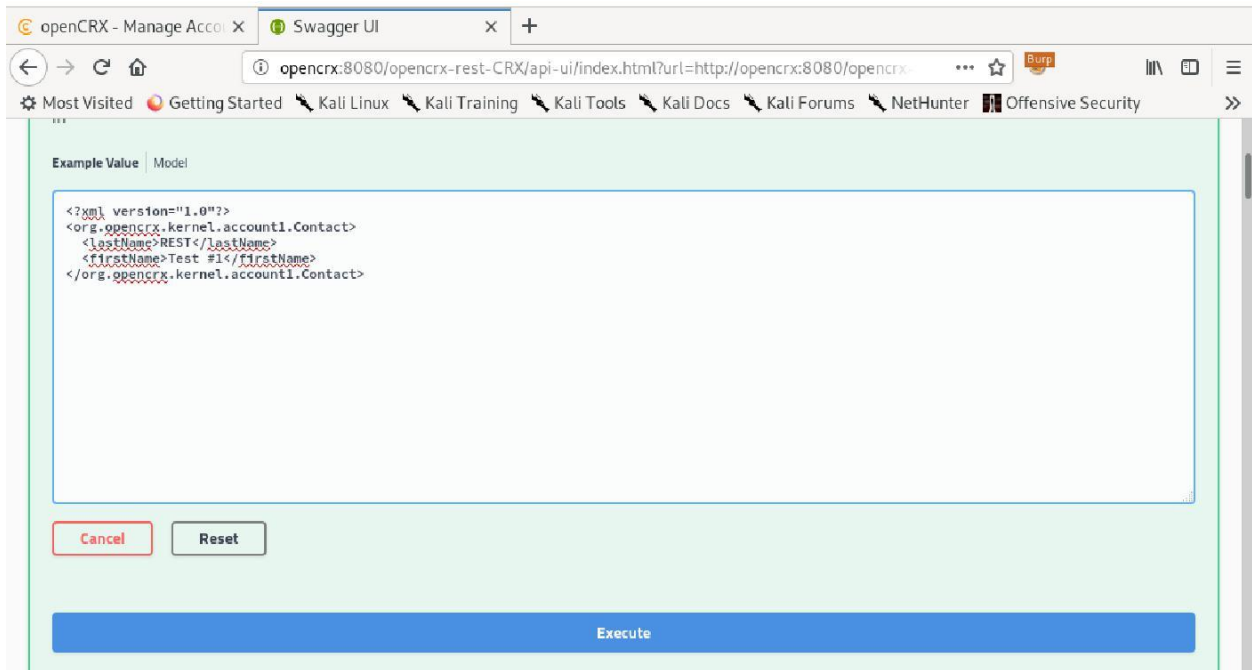 openCRX - Manage Accou
Swagger UI
opencrx:8080/opencrx-rest-CRX/api-ui/index.html?url=http://opencrx:8080/opencrx-
Burp
Most Visited Getting Started Kali Linux Kali Training Kali Tools Kali Docs Kali Forums NetHunter Offensive Security
Example Value Model
<?xml version="1.0"?>
<org.opencrx.kernel.account1.Contact>
<lastName>REST</lastName>
<firstName>Test #1</firstName>
</org.opencrx.kernel.account1.Contact>
Cancel Reset
Execute